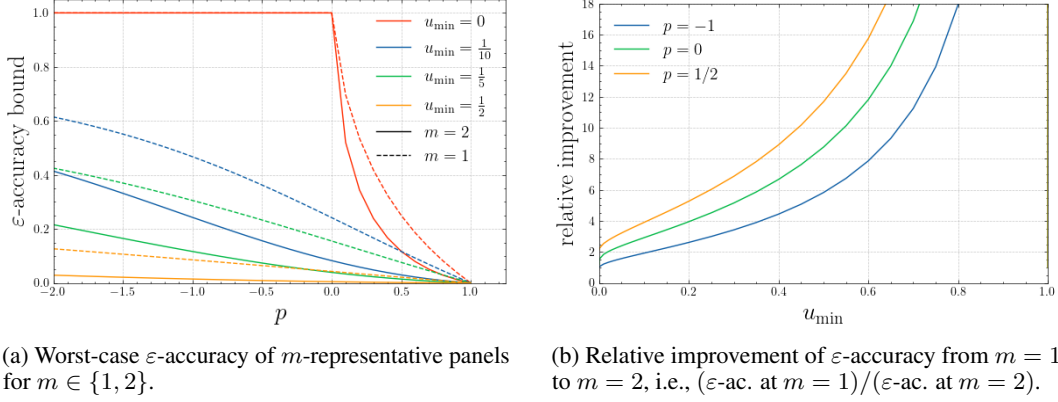 ε-accuracy bound
1.0
0.8
0.6
0.4
0.2
0.0
−2.0 −1.5 −1.0 −0.5 0.0 0.5 1.0
p
u_min = 0
u_min = 1/10
u_min = 1/5
u_min = 1/2
m = 2
m = 1
relative improvement
18
16
14
12
10
8
6
4
2
0
0.0 0.2 0.4 0.6 0.8 1.0
u_min
p = −1
p = 0
p = 1/2
(a) Worst-case ε-accuracy of m-representative panels
for m ∈ {1, 2}.
(b) Relative improvement of ε-accuracy from m = 1
to m = 2, i.e., (ε-ac. at m = 1)/(ε-ac. at m = 2).